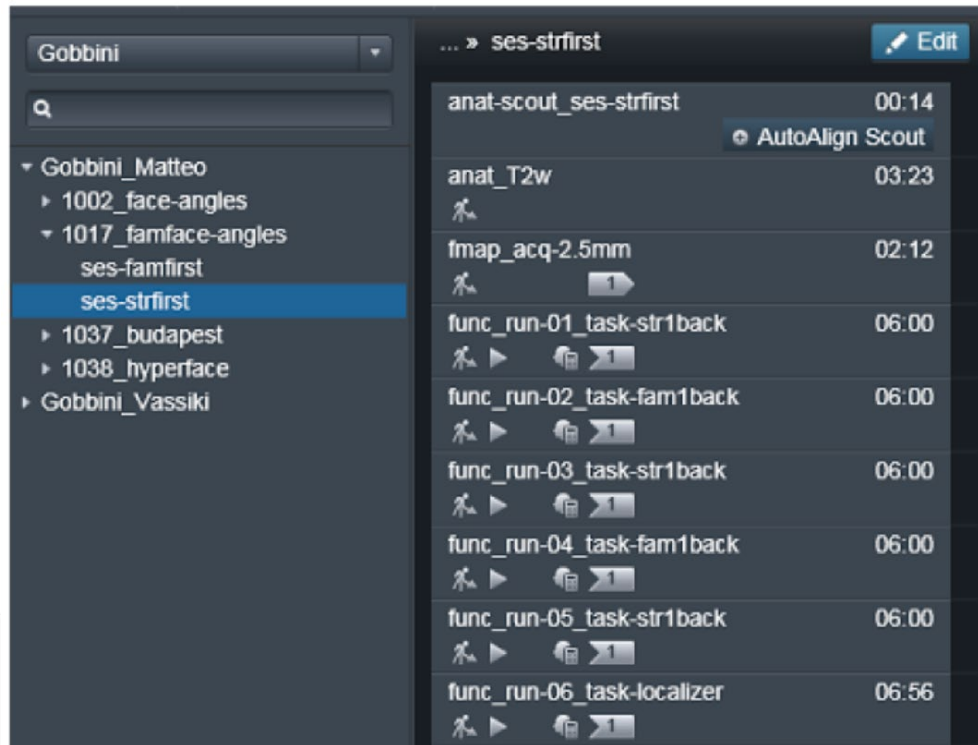 Gobbini
Gobbini_Matteo
1002_face-angles
1017_famface-angles
ses-famfirst
ses-strfirst
1037_budapest
1038_hyperface
Gobbini_Vassiki
... » ses-strfirst
Edit
anat-scout_ses-strfirst 00:14
AutoAlign Scout
anat_T2w 03:23
fmap_acq-2.5mm 02:12
1
func_run-01_task-str1back 06:00
1
func_run-02_task-fam1back 06:00
1
func_run-03_task-str1back 06:00
1
func_run-04_task-fam1back 06:00
1
func_run-05_task-str1back 06:00
1
func_run-06_task-localizer 06:56
1